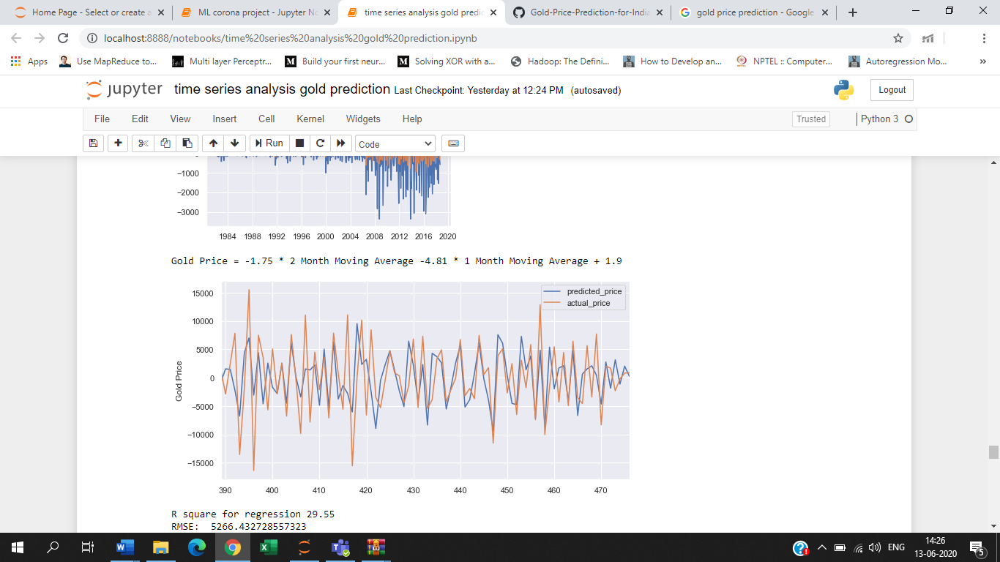 Home Page - Select or create a
ML corona project - Jupyter No
time series analysis gold predic
Gold-Price-Prediction-for-India
gold price prediction - Google
localhost:8888/notebooks/time%20series%20analysis%20gold%20prediction.ipynb
Apps
Use MapReduce to...
Multi layer Perceptr...
Build your first neur...
Solving XOR with a...
Hadoop: The Defini...
How to Develop an...
NPTEL :: Computer...
Autoregression Mo...
»
jupyter time series analysis gold prediction Last Checkpoint: Yesterday at 12:24 PM (autosaved)
Logout
File Edit View Insert Cell Kernel Widgets Help
Trusted
Python 3
Run
Code
−1000
−2000
−3000
1984 1988 1992 1996 2000 2004 2008 2012 2016 2020
Gold Price = -1.75 * 2 Month Moving Average -4.81 * 1 Month Moving Average + 1.9
predicted_price
actual_price
15000
10000
5000
0
−5000
−10000
−15000
Gold Price
390 400 410 420 430 440 450 460 470
R square for regression 29.55
RMSE:  5266.432728557323
ENG
14:26
13-06-2020
5